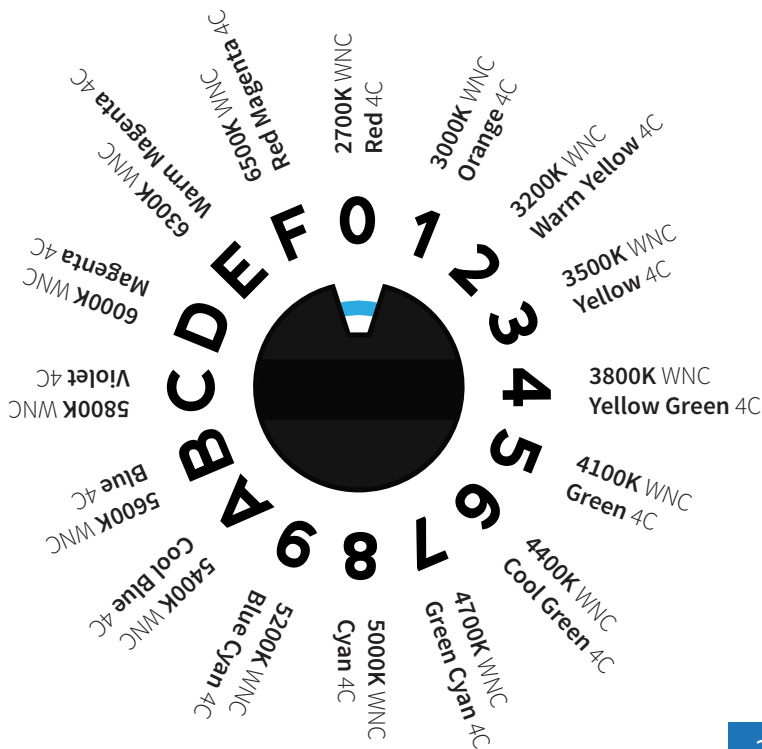 0
2700K WNC
Red 4C
1
3000K WNC
Orange 4C
2
3200K WNC
Warm Yellow 4C
3
3500K WNC
Yellow 4C
4
3800K WNC
Yellow Green 4C
5
4100K WNC
Green 4C
6
4400K WNC
Cool Green 4C
7
4700K WNC
Green Cyan 4C
8
5000K WNC
Cyan 4C
9
5200K WNC
Blue Cyan 4C
A
5400K WNC
Cool Blue 4C
B
5600K WNC
Blue 4C
C
5800K WNC
Violet 4C
D
6000K WNC
Magenta 4C
E
6300K WNC
Warm Magenta 4C
F
6500K WNC
Red Magenta 4C